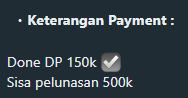 • Keterangan Payment :
Done DP 150k ✅
Sisa pelunasan 500k